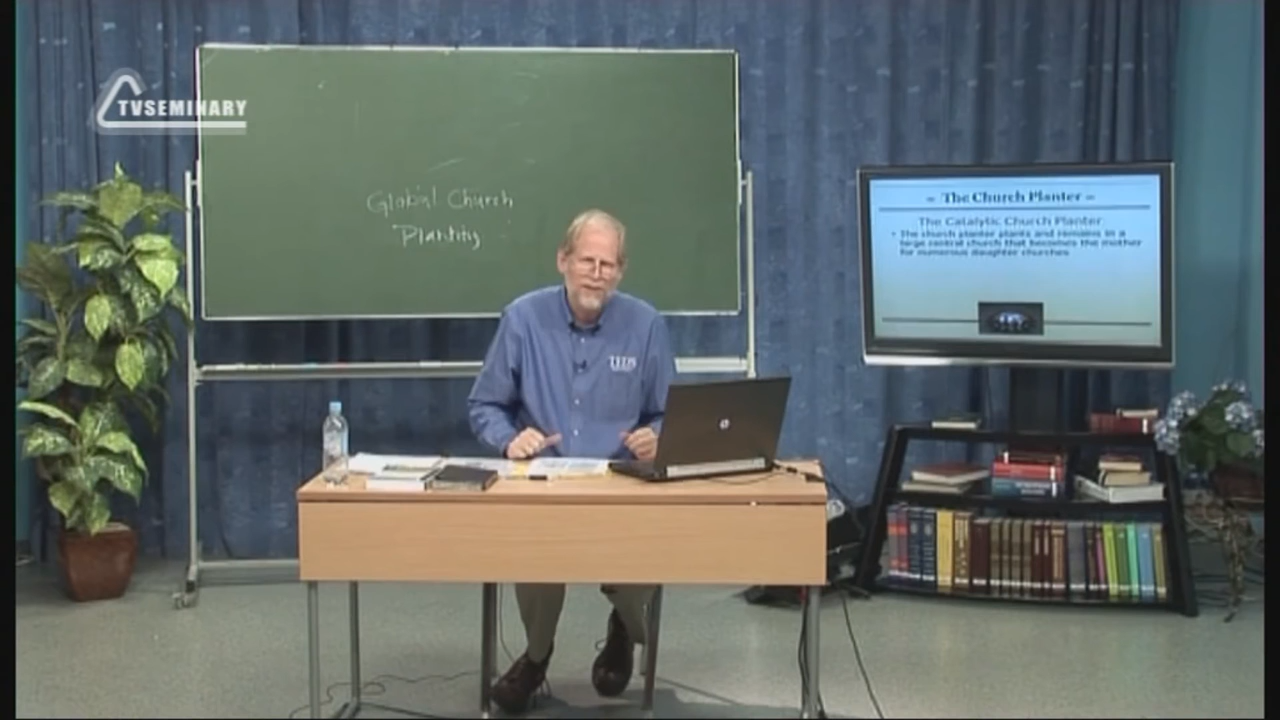 TVSEMINARY
Global Church
Planting
TEDS
The Church Planter
The Catalytic Church Planter
• The church planter plants and remains in a
large central church that becomes the mother
for numerous daughter churches